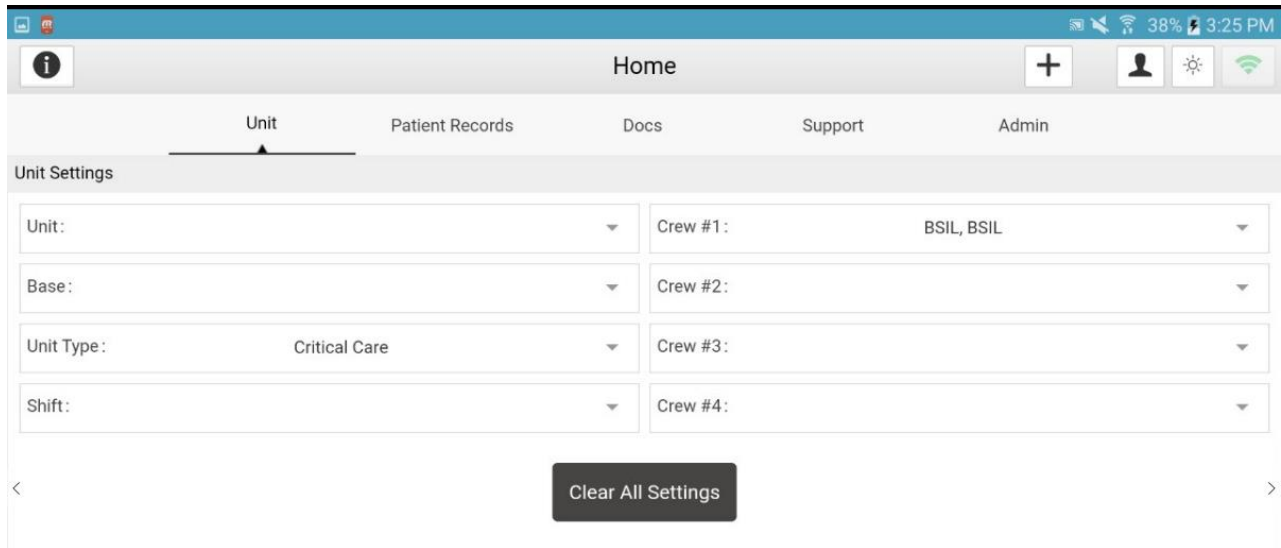 38% 3:25 PM
Home
Unit Patient Records Docs Support Admin
Unit Settings
Unit:
Crew #1: BSIL, BSIL
Base:
Crew #2:
Unit Type: Critical Care
Crew #3:
Shift:
Crew #4:
Clear All Settings